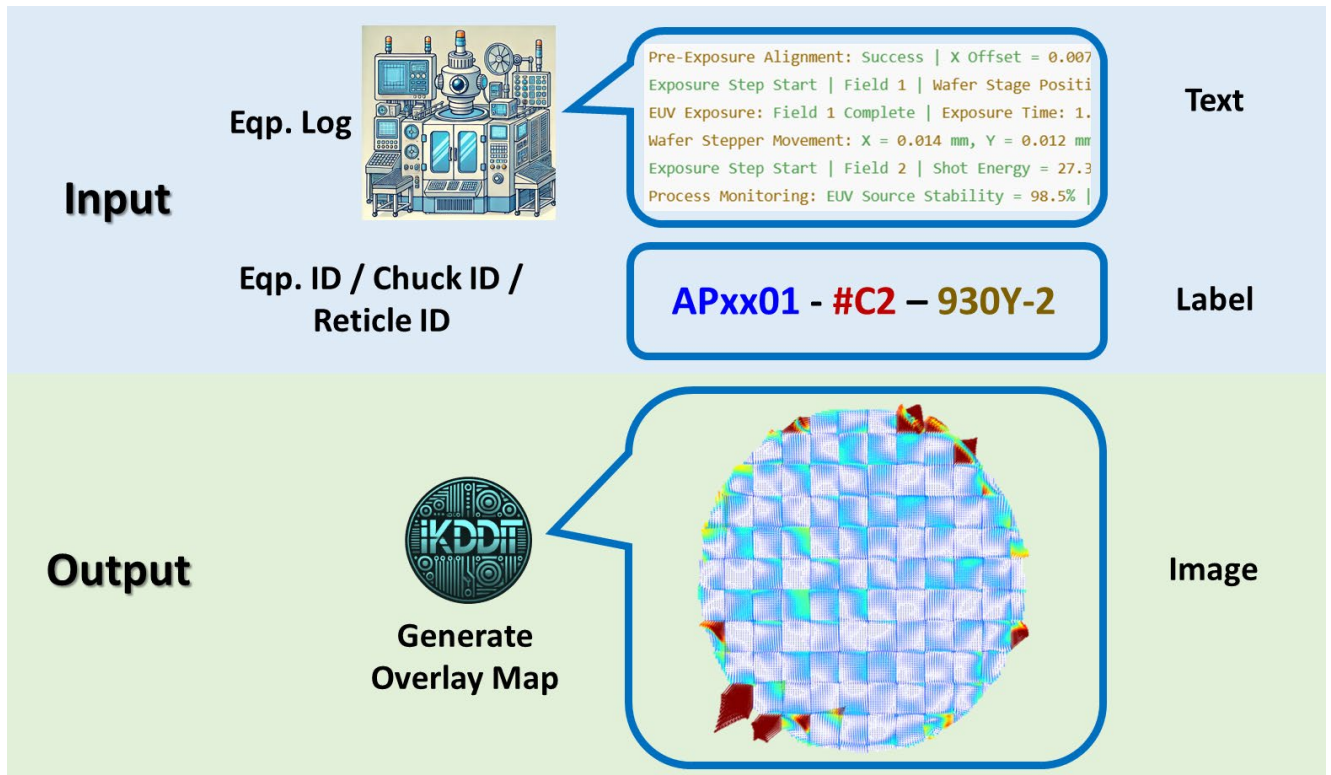 Input
Eqp. Log
Pre-Exposure Alignment: Success | X Offset = 0.007
Exposure Step Start | Field 1 | Wafer Stage Positi
EUV Exposure: Field 1 Complete | Exposure Time: 1.
Wafer Stepper Movement: X = 0.014 mm, Y = 0.012 mm
Exposure Step Start | Field 2 | Shot Energy = 27.3
Process Monitoring: EUV Source Stability = 98.5% |
Text
Eqp. ID / Chuck ID /
Reticle ID
APxx01 - #C2 – 930Y-2
Label
Output
iKDDiT
Generate
Overlay Map
Image